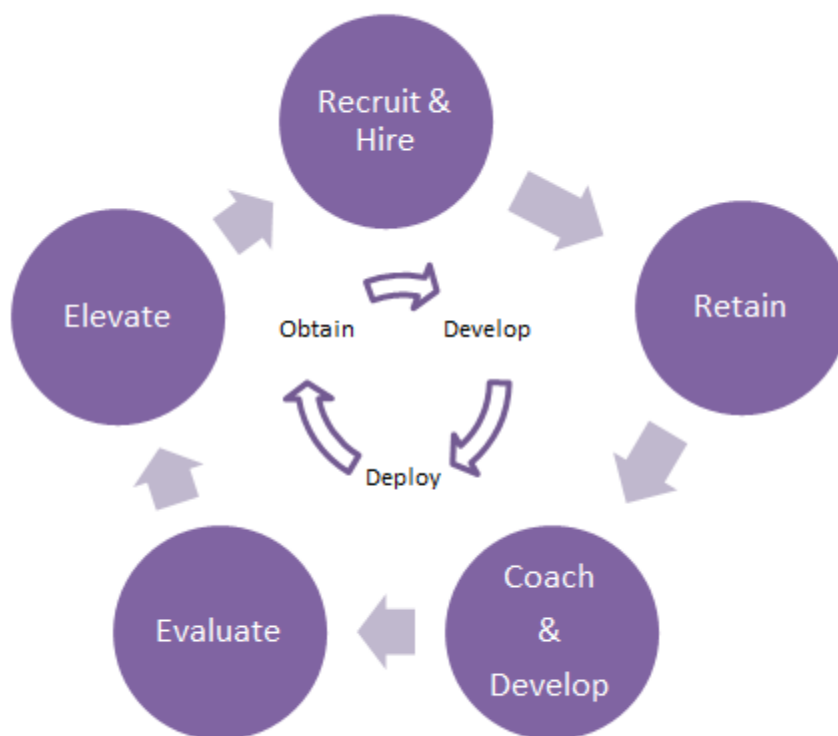 Recruit &
Hire
Retain
Coach
&
Develop
Evaluate
Elevate
Obtain
Develop
Deploy